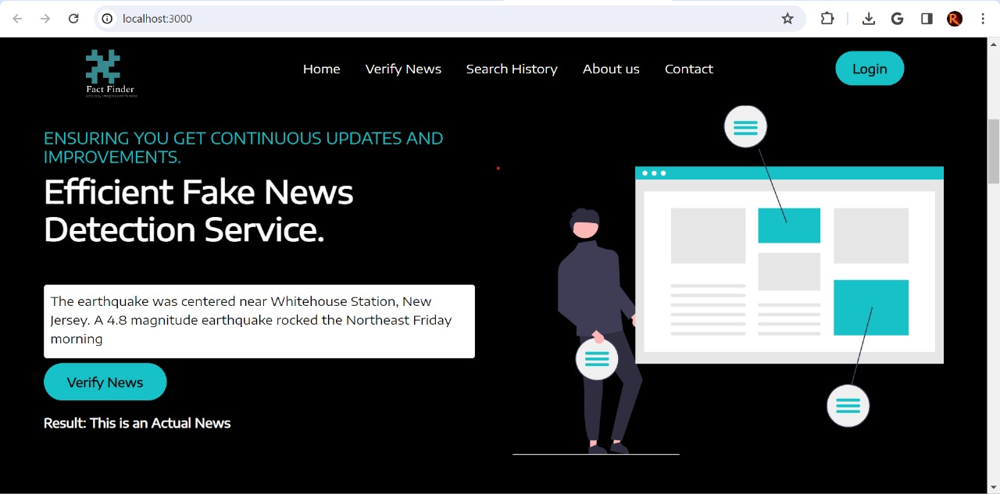 localhost:3000
Home Verify News Search History About us Contact Login
Fact Finder
ENSURING YOU GET CONTINUOUS UPDATES AND
IMPROVEMENTS.
Efficient Fake News
Detection Service.
The earthquake was centered near Whitehouse Station, New
Jersey. A 4.8 magnitude earthquake rocked the Northeast Friday
morning
Verify News
Result: This is an Actual News